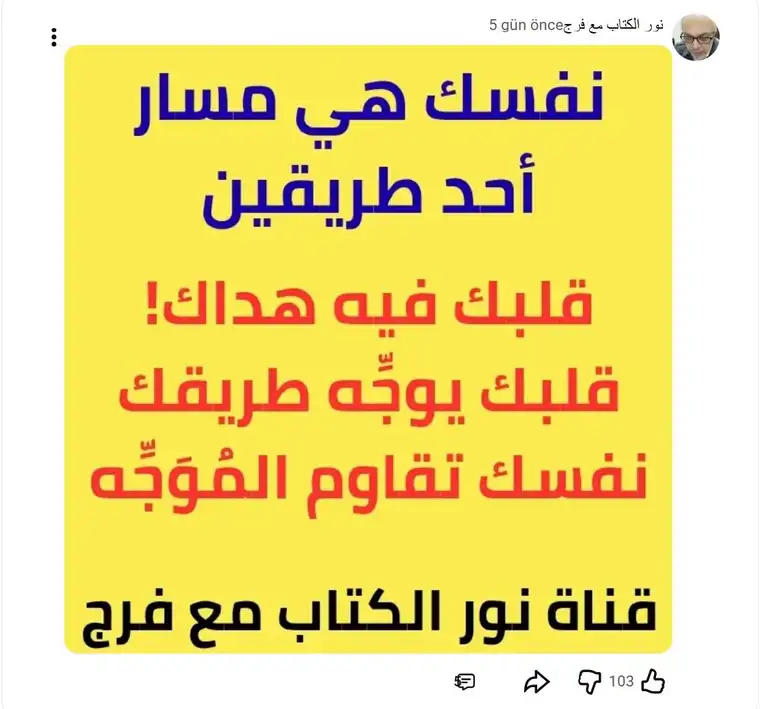 نور الكتاب مع فرج 5 gün önce
نفسك هي مسار
أحد طريقين
قلبك فيه هداك!
قلبك يوجِّه طريقك
نفسك تقاوم المُوَجِّه
قناة نور الكتاب مع فرج
103
5